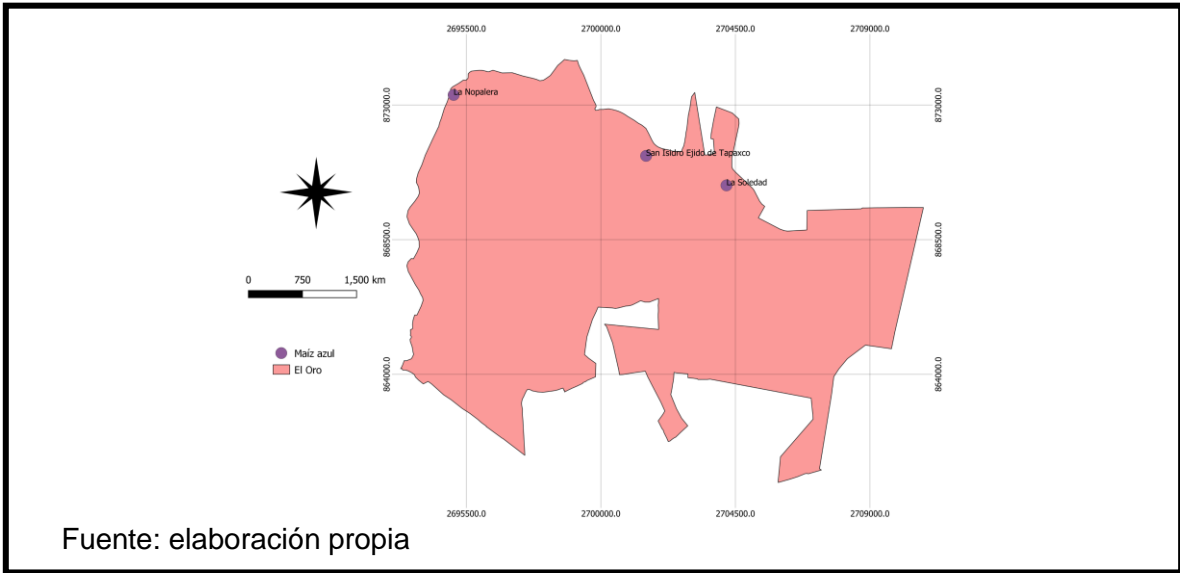 2695500.0 2700000.0 2704500.0 2709000.0
873000.0 873000.0
La Nopalera
San Isidro Ejido de Tapaxco
La Soledad
868500.0 868500.0
0 750 1,500 km
Maíz azul
El Oro
864000.0 864000.0
2695500.0 2700000.0 2704500.0 2709000.0
Fuente: elaboración propia